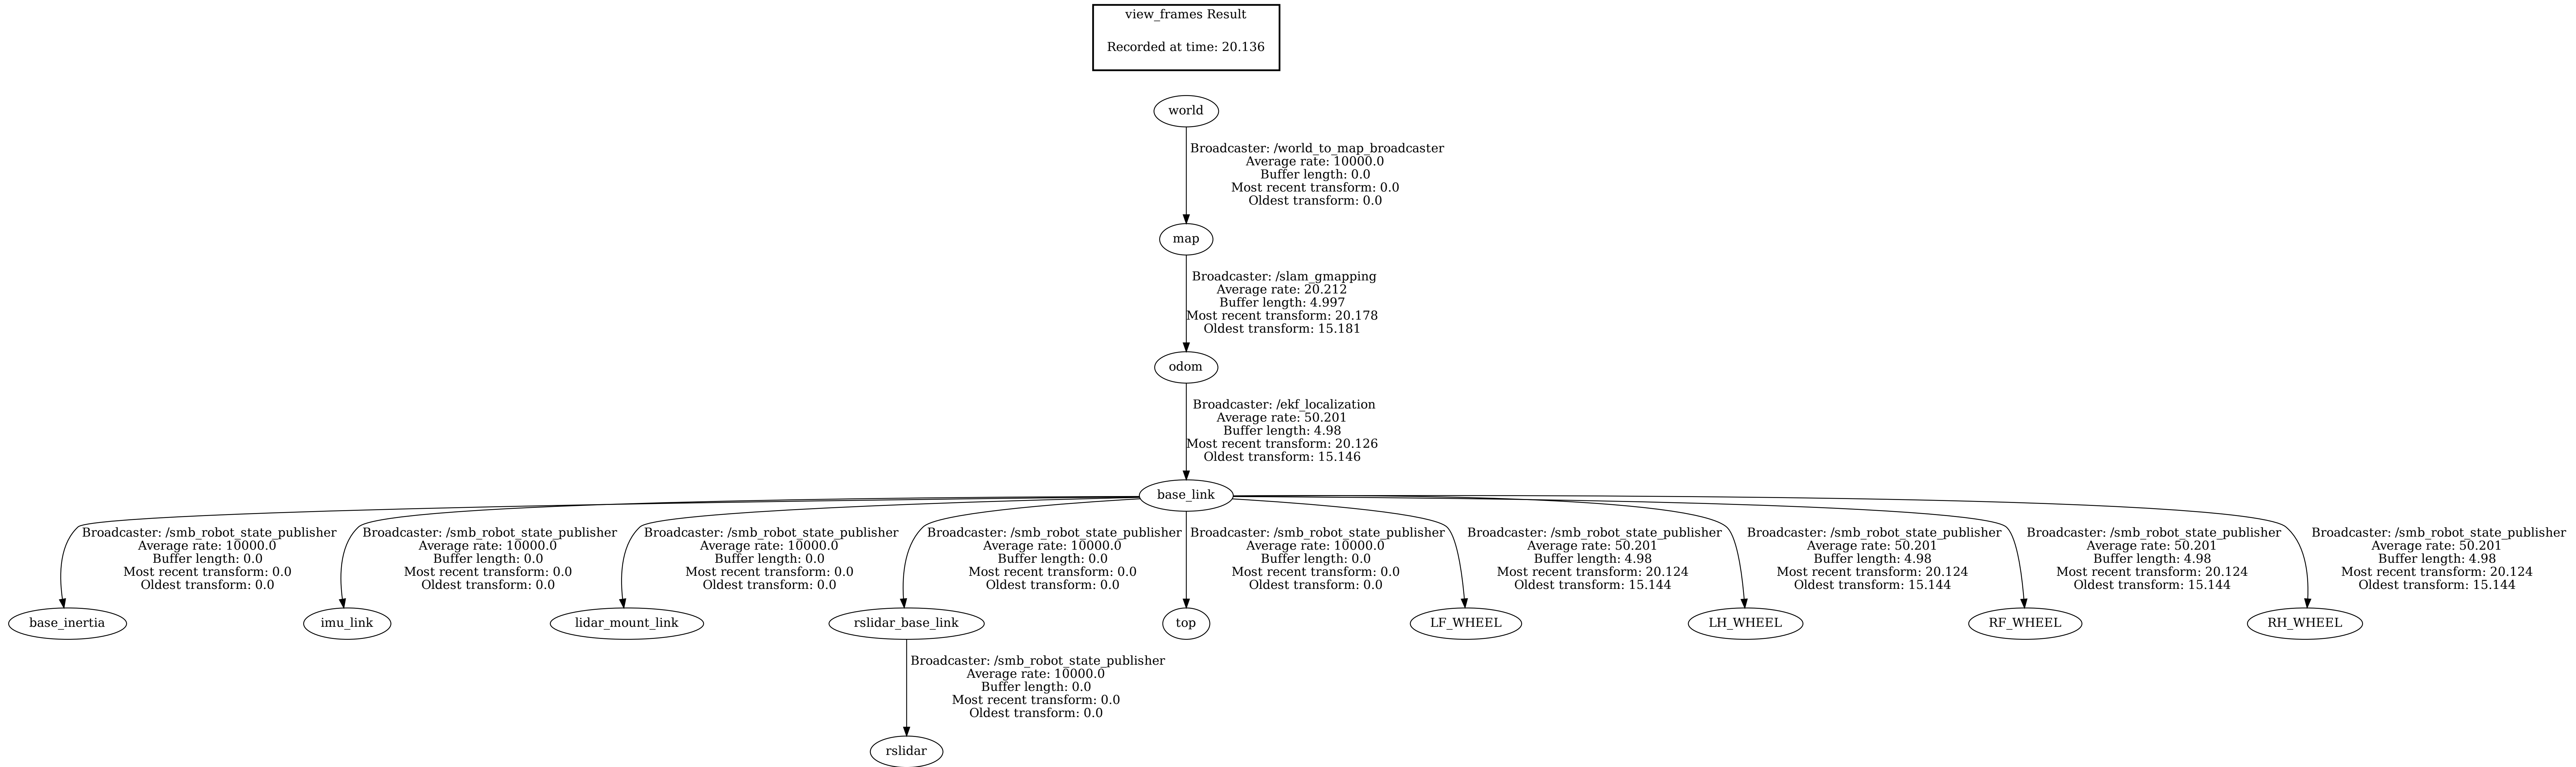 view_frames Result
Recorded at time: 20.136
world
Broadcaster: /world_to_map_broadcaster
Average rate: 10000.0
Buffer length: 0.0
Most recent transform: 0.0
Oldest transform: 0.0
map
Broadcaster: /slam_gmapping
Average rate: 20.212
Buffer length: 4.997
Most recent transform: 20.178
Oldest transform: 15.181
odom
Broadcaster: /ekf_localization
Average rate: 50.201
Buffer length: 4.98
Most recent transform: 20.126
Oldest transform: 15.146
base_link
Broadcaster: /smb_robot_state_publisher
Average rate: 10000.0
Buffer length: 0.0
Most recent transform: 0.0
Oldest transform: 0.0
Broadcaster: /smb_robot_state_publisher
Average rate: 10000.0
Buffer length: 0.0
Most recent transform: 0.0
Oldest transform: 0.0
Broadcaster: /smb_robot_state_publisher
Average rate: 10000.0
Buffer length: 0.0
Most recent transform: 0.0
Oldest transform: 0.0
Broadcaster: /smb_robot_state_publisher
Average rate: 10000.0
Buffer length: 0.0
Most recent transform: 0.0
Oldest transform: 0.0
Broadcaster: /smb_robot_state_publisher
Average rate: 10000.0
Buffer length: 0.0
Most recent transform: 0.0
Oldest transform: 0.0
Broadcaster: /smb_robot_state_publisher
Average rate: 50.201
Buffer length: 4.98
Most recent transform: 20.124
Oldest transform: 15.144
Broadcaster: /smb_robot_state_publisher
Average rate: 50.201
Buffer length: 4.98
Most recent transform: 20.124
Oldest transform: 15.144
Broadcaster: /smb_robot_state_publisher
Average rate: 50.201
Buffer length: 4.98
Most recent transform: 20.124
Oldest transform: 15.144
Broadcaster: /smb_robot_state_publisher
Average rate: 50.201
Buffer length: 4.98
Most recent transform: 20.124
Oldest transform: 15.144
base_inertia
imu_link
lidar_mount_link
rslidar_base_link
top
LF_WHEEL
LH_WHEEL
RF_WHEEL
RH_WHEEL
Broadcaster: /smb_robot_state_publisher
Average rate: 10000.0
Buffer length: 0.0
Most recent transform: 0.0
Oldest transform: 0.0
rslidar